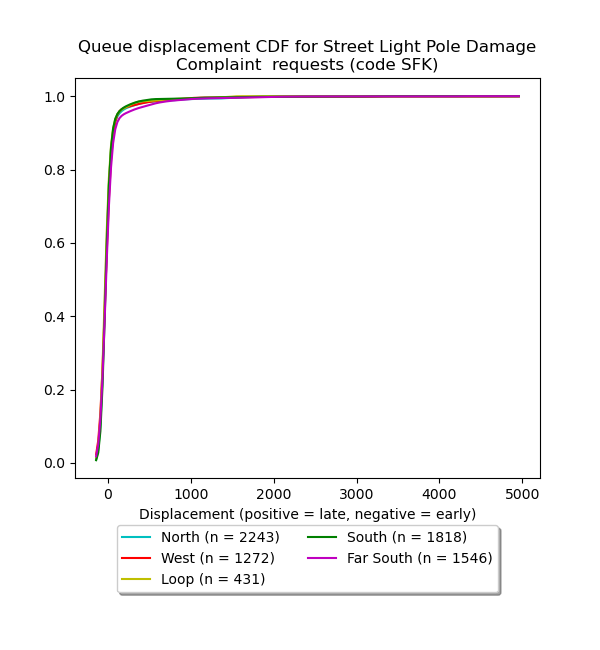 Queue displacement CDF for Street Light Pole Damage
Complaint  requests (code SFK)
1.0
0.8
0.6
0.4
0.2
0.0
0 1000 2000 3000 4000 5000
Displacement (positive = late, negative = early)
North (n = 2243)
West (n = 1272)
Loop (n = 431)
South (n = 1818)
Far South (n = 1546)